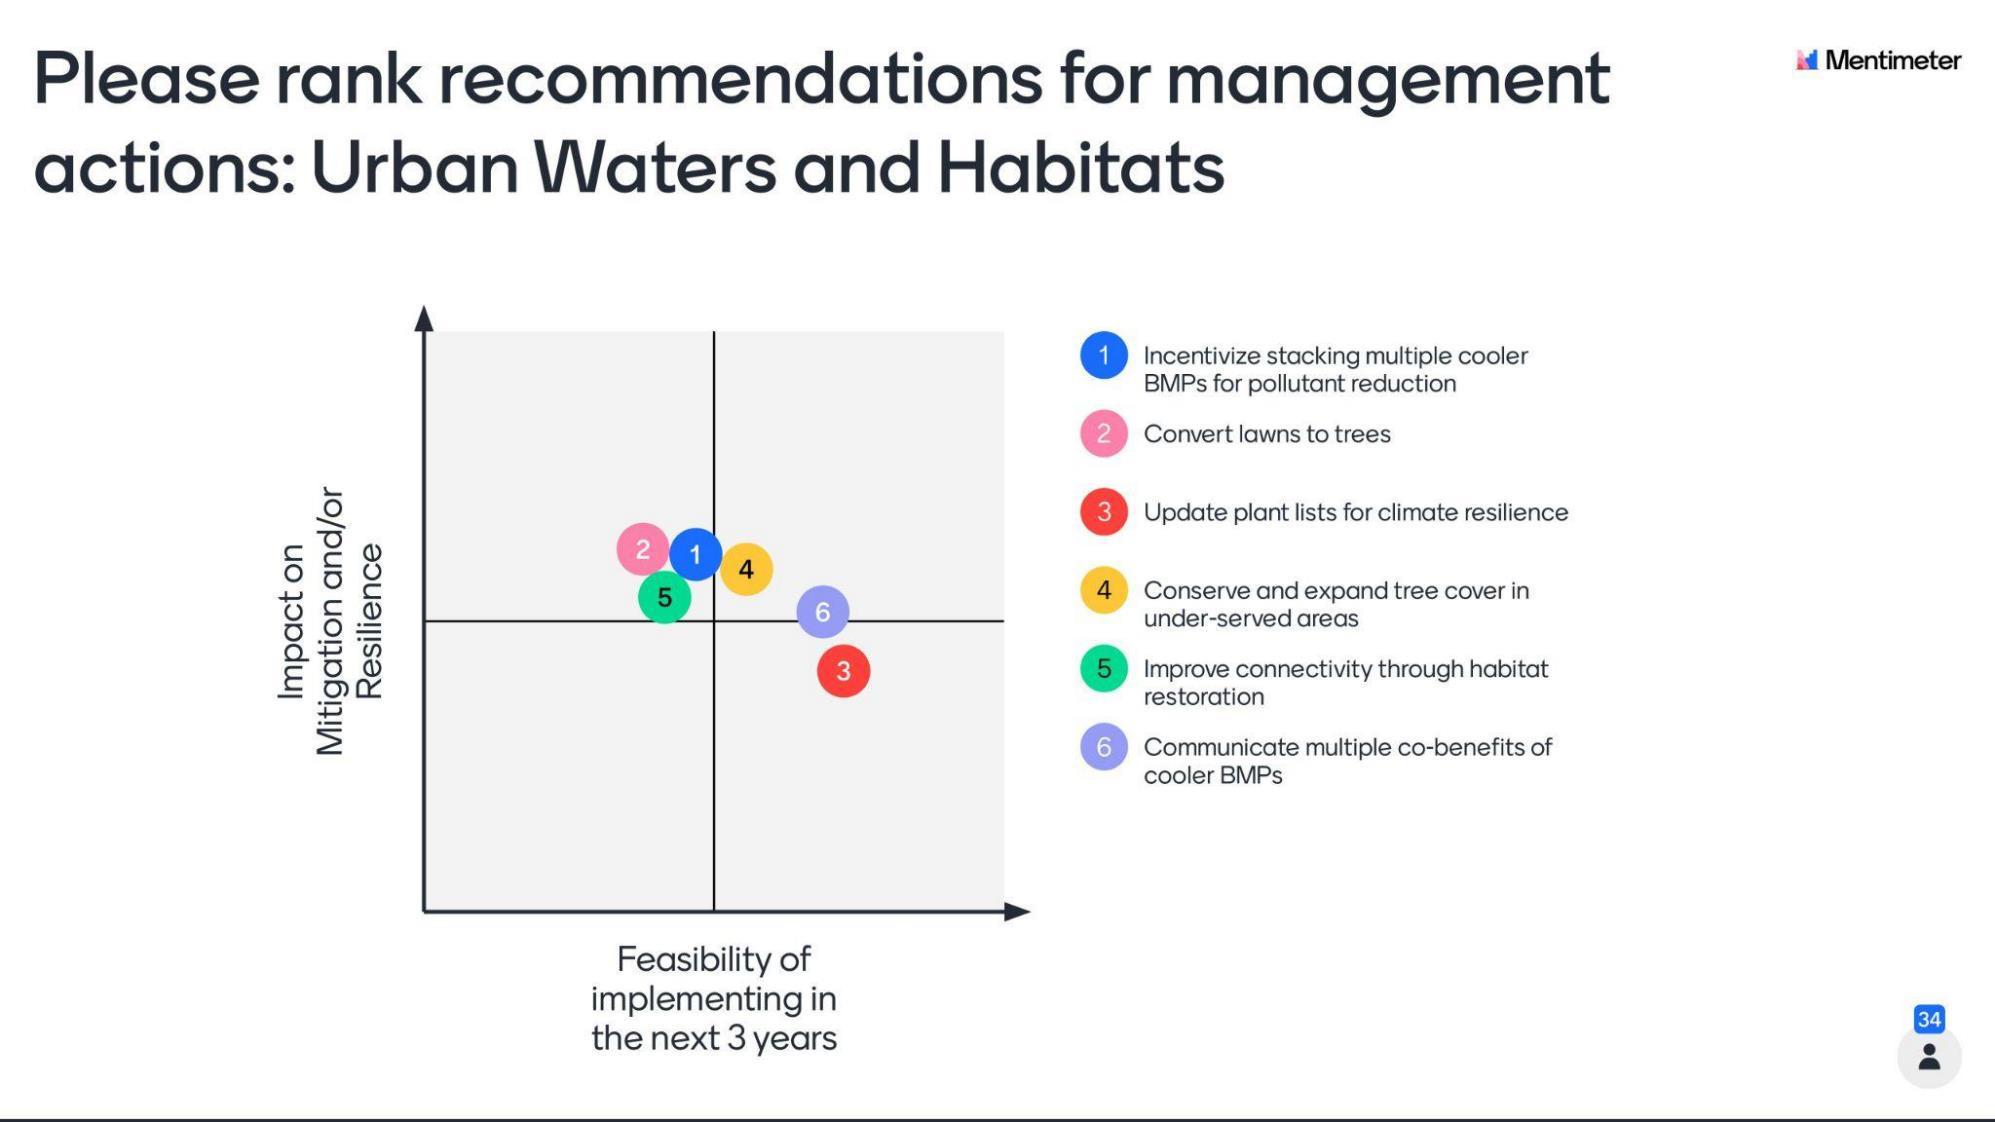 Please rank recommendations for management
actions: Urban Waters and Habitats
Mentimeter
Impact on
Mitigation and/or
Resilience
2
1
4
5
6
3
Feasibility of
implementing in
the next 3 years
1 Incentivize stacking multiple cooler
BMPs for pollutant reduction
2 Convert lawns to trees
3 Update plant lists for climate resilience
4 Conserve and expand tree cover in
under-served areas
5 Improve connectivity through habitat
restoration
6 Communicate multiple co-benefits of
cooler BMPs
34